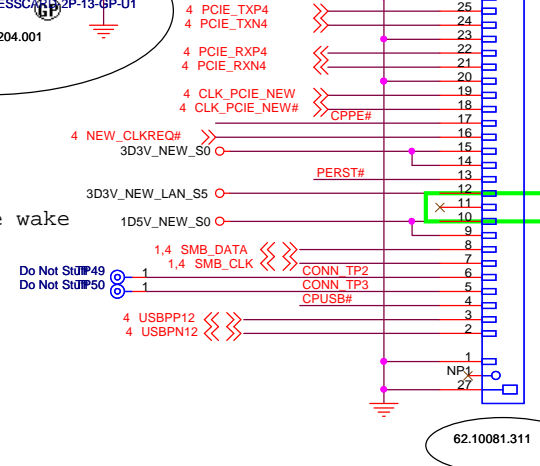 ESSCARD-2P-13-GP-U1
GP
204.001
4 PCIE_TXP4 25
4 PCIE_TXN4 24
23
4 PCIE_RXP4 22
4 PCIE_RXN4 21
20
4 CLK_PCIE_NEW 19
4 CLK_PCIE_NEW# 18
CPPE# 17
4 NEW_CLKREQ# 16
3D3V_NEW_S0 15
14
PERST# 13
3D3V_NEW_LAN_S5 12
11
e wake
1D5V_NEW_S0 10
9
1,4 SMB_DATA 8
1,4 SMB_CLK 7
Do Not Stuff TP49 1 CONN_TP2 6
Do Not Stuff TP50 1 CONN_TP3 5
CPUSB# 4
4 USBPP12 3
4 USBPN12 2
1
NP1
27
62.10081.311